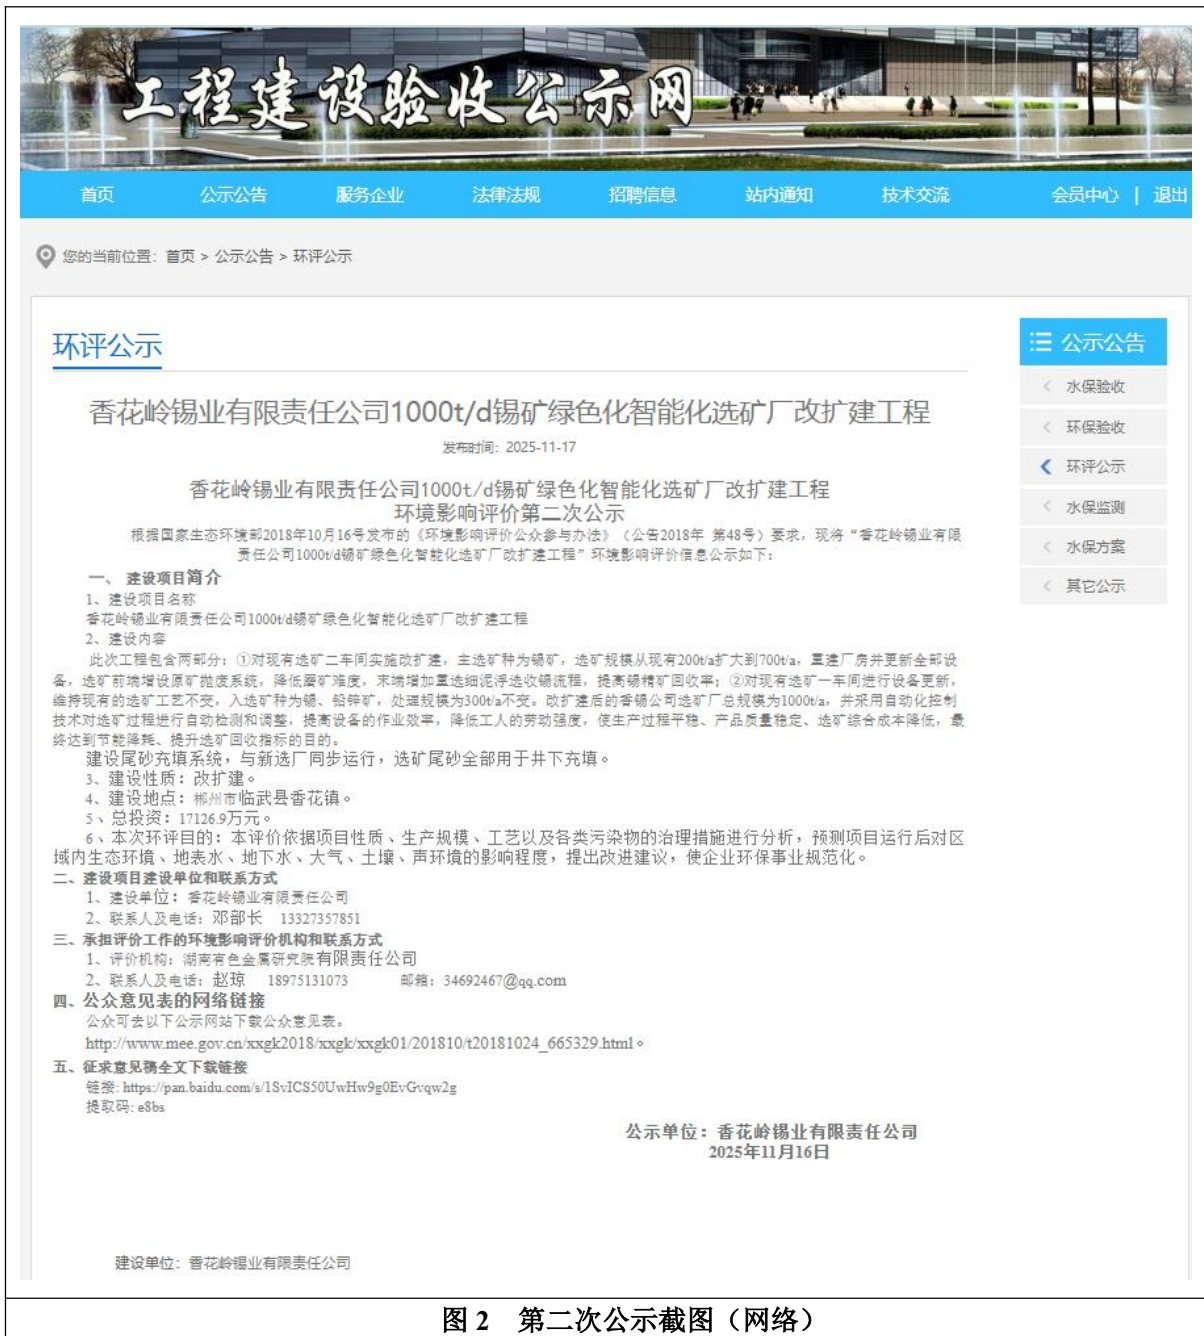 工程建设验收公示网
首页 公示公告 服务企业 法律法规 招聘信息 站内通知 技术交流 会员中心 | 退出
您的当前位置：首页 > 公示公告 > 环评公示
环评公示
香花岭锡业有限责任公司1000t/d锡矿绿色化智能化选矿厂改扩建工程
发布时间：2025-11-17
香花岭锡业有限责任公司1000t/d锡矿绿色化智能化选矿厂改扩建工程
环境影响评价第二次公示
根据国家生态环境部2018年10月16号发布的《环境影响评价公众参与办法》（公告2018年 第48号）要求，现将“香花岭锡业有限
责任公司1000t/d锡矿绿色化智能化选矿厂改扩建工程”环境影响评价信息公示如下：
一、 建设项目简介
1、建设项目名称
香花岭锡业有限责任公司1000t/d锡矿绿色化智能化选矿厂改扩建工程
2、建设内容
此次工程包含两部分：①对现有选矿二车间实施改扩建，主选矿种为锡矿，选矿规模从现有200t/a扩大到700t/a，重建厂房并更新全部设
备，选矿前端增设原矿抛废系统，降低磨矿难度，末端增加重选细泥浮选收锡流程，提高锡精矿回收率；②对现有选矿一车间进行设备更新，
维持现有的选矿工艺不变，入选矿种为锡、铅锌矿，处理规模为300t/a不变。改扩建后的香锡公司选矿厂总规模为1000t/a，并采用自动化控制
技术对选矿过程进行自动检测和调整，提高设备的作业效率，降低工人的劳动强度，使生产过程平稳、产品质量稳定、选矿综合成本降低，最
终达到节能降耗、提升选矿回收指标的目的。
建设尾砂充填系统，与新选厂同步运行，选矿尾砂全部用于井下充填。
3、建设性质：改扩建。
4、建设地点：郴州市临武县香花镇。
5、总投资：17126.9万元。
6、本次环评目的：本评价依据项目性质、生产规模、工艺以及各类污染物的治理措施进行分析，预测项目运行后对区
域内生态环境、地表水、地下水、大气、土壤、声环境的影响程度，提出改进建议，使企业环保事业规范化。
二、建设项目建设单位和联系方式
1、建设单位：香花岭锡业有限责任公司
2、联系人及电话：邓部长 13327357851
三、承担评价工作的环境影响评价机构和联系方式
1、评价机构：湖南有色金属研究院有限责任公司
2、联系人及电话：赵琼 18975131073 邮箱：34692467@qq.com
四、公众意见表的网络链接
公众可去以下公示网站下载公众意见表。
http://www.mee.gov.cn/xxgk2018/xxgk/xxgk01/201810/t20181024_665329.html。
五、征求意见稿全文下载链接
链接: https://pan.baidu.com/s/1SvICS50UwHw9g0EvGvqw2g
提取码: e8bs
公示单位：香花岭锡业有限责任公司
2025年11月16日
建设单位：香花岭锡业有限责任公司
公示公告
水保验收
环保验收
环评公示
水保监测
水保方案
其它公示
图 2 第二次公示截图（网络）